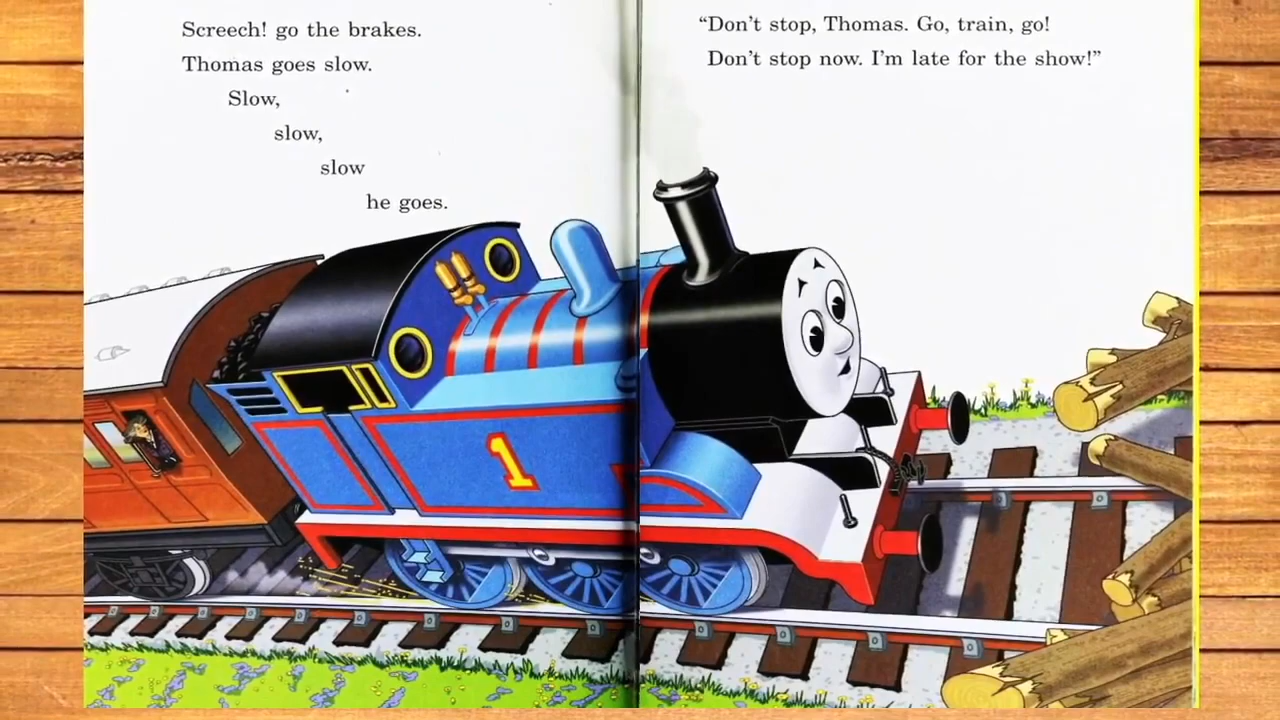 Screech! go the brakes.
Thomas goes slow.
Slow,
slow,
slow
he goes.
“Don’t stop, Thomas. Go, train, go!
Don’t stop now. I’m late for the show!”
1